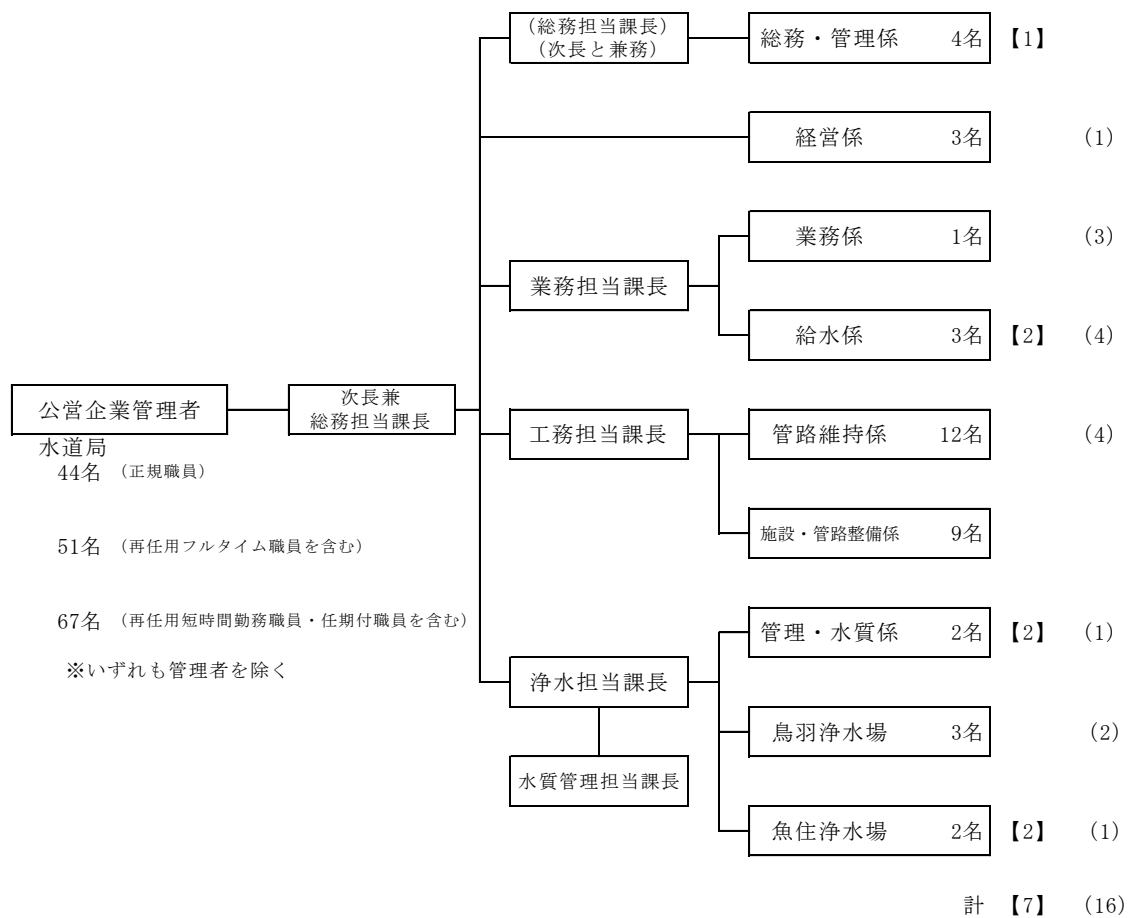 (総務担当課長)
(次長と兼務)
総務・管理係 4名 【1】
経営係 3名 (1)
業務係 1名 (3)
業務担当課長
給水係 3名 【2】 (4)
公営企業管理者
次長兼
総務担当課長
工務担当課長
管路維持係 12名 (4)
水道局
44名 (正規職員)
施設・管路整備係 9名
51名 (再任用フルタイム職員を含む)
67名 (再任用短時間勤務職員・任期付職員を含む)
管理・水質係 2名 【2】 (1)
※いずれも管理者を除く
浄水担当課長
鳥羽浄水場 3名 (2)
水質管理担当課長
魚住浄水場 2名 【2】 (1)
計 【7】 (16)